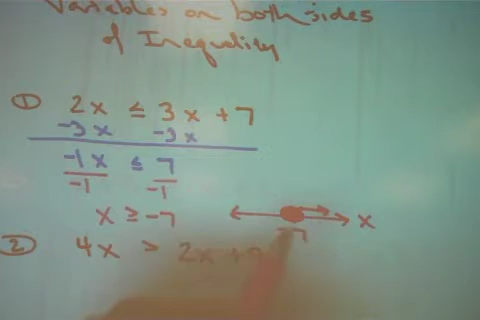 Variables on both sides
of Inequality
① 2x ≤ 3x + 7
-3x -3x
-1x ≤ 7
-1 -1
x ≥ -7 x
-7
② 4x > 2x +